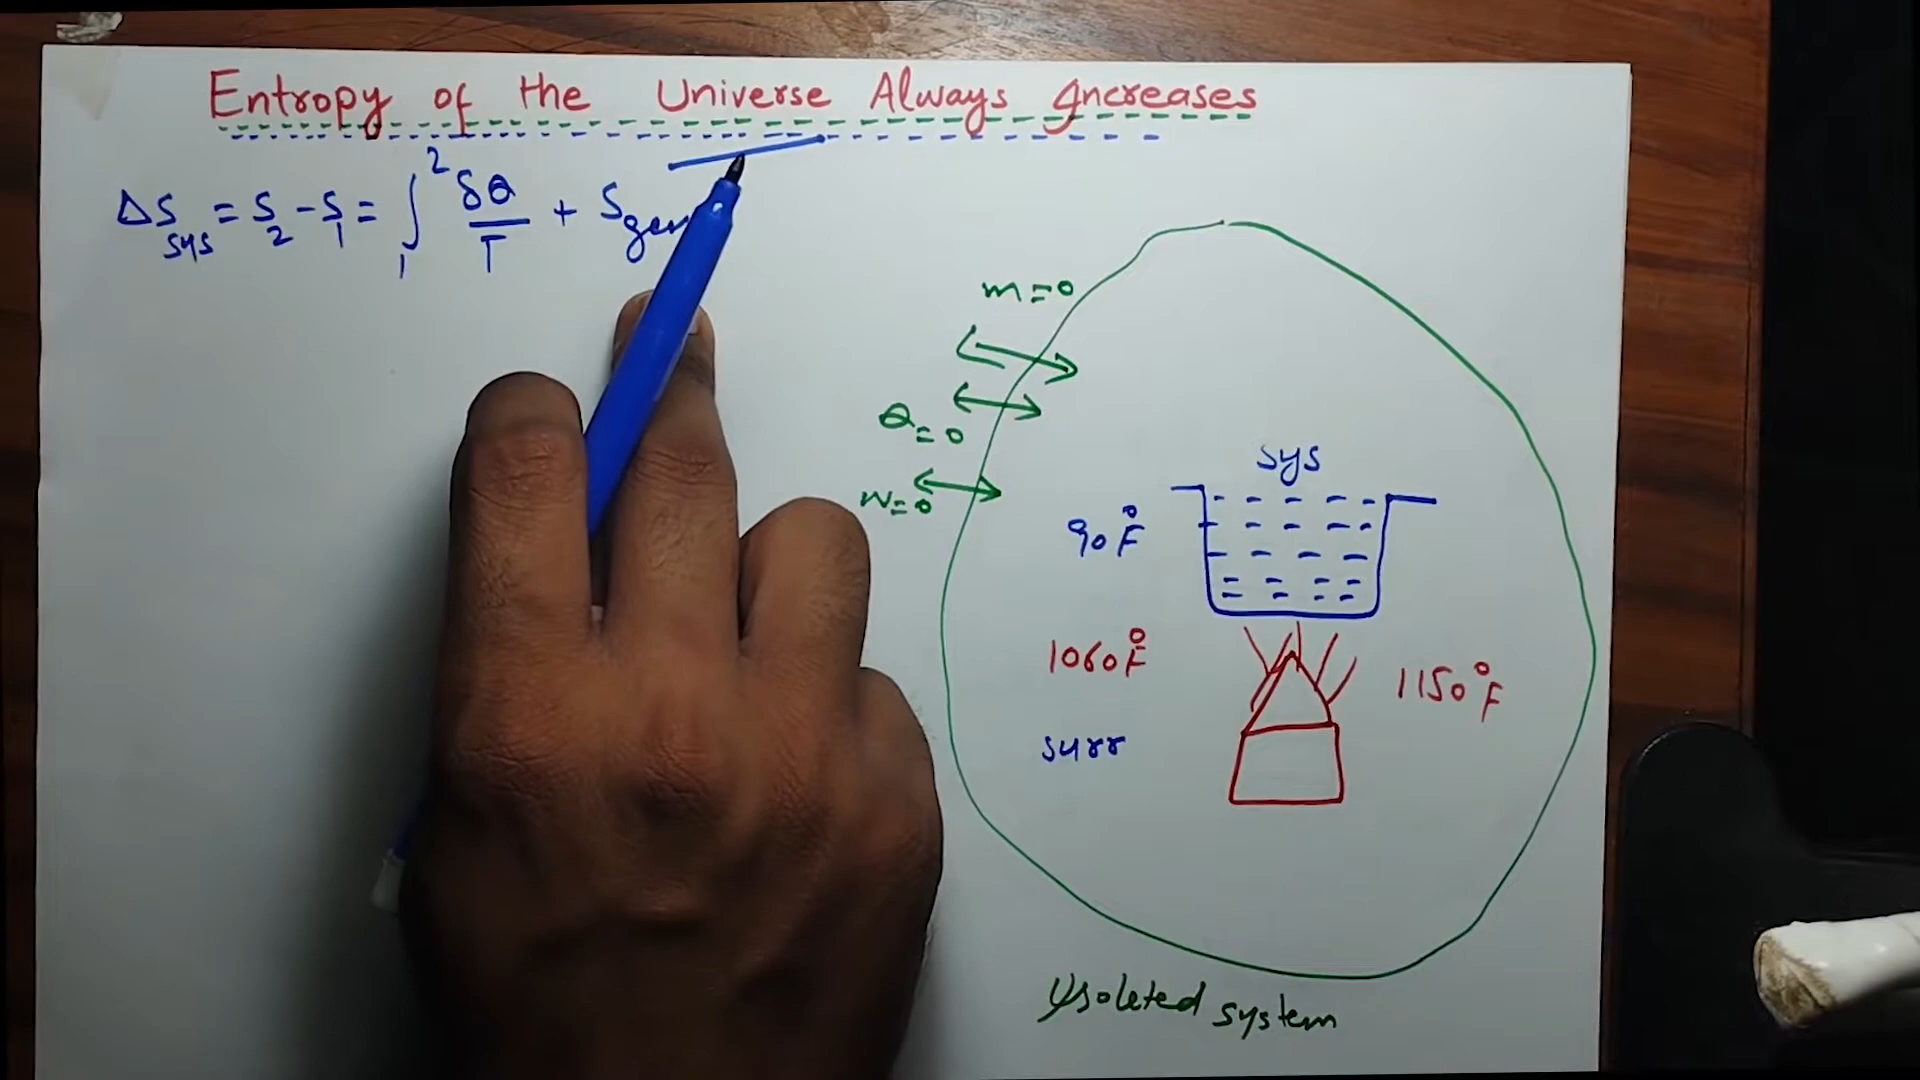 Entropy of the Universe Always Increases
ΔS_sys = S_2 - S_1 = ∫_1^2 δQ/T + S_gen
m=0
Q=0
W=0
sys
90°F
1060°F
1150°F
surr
Isoleted system